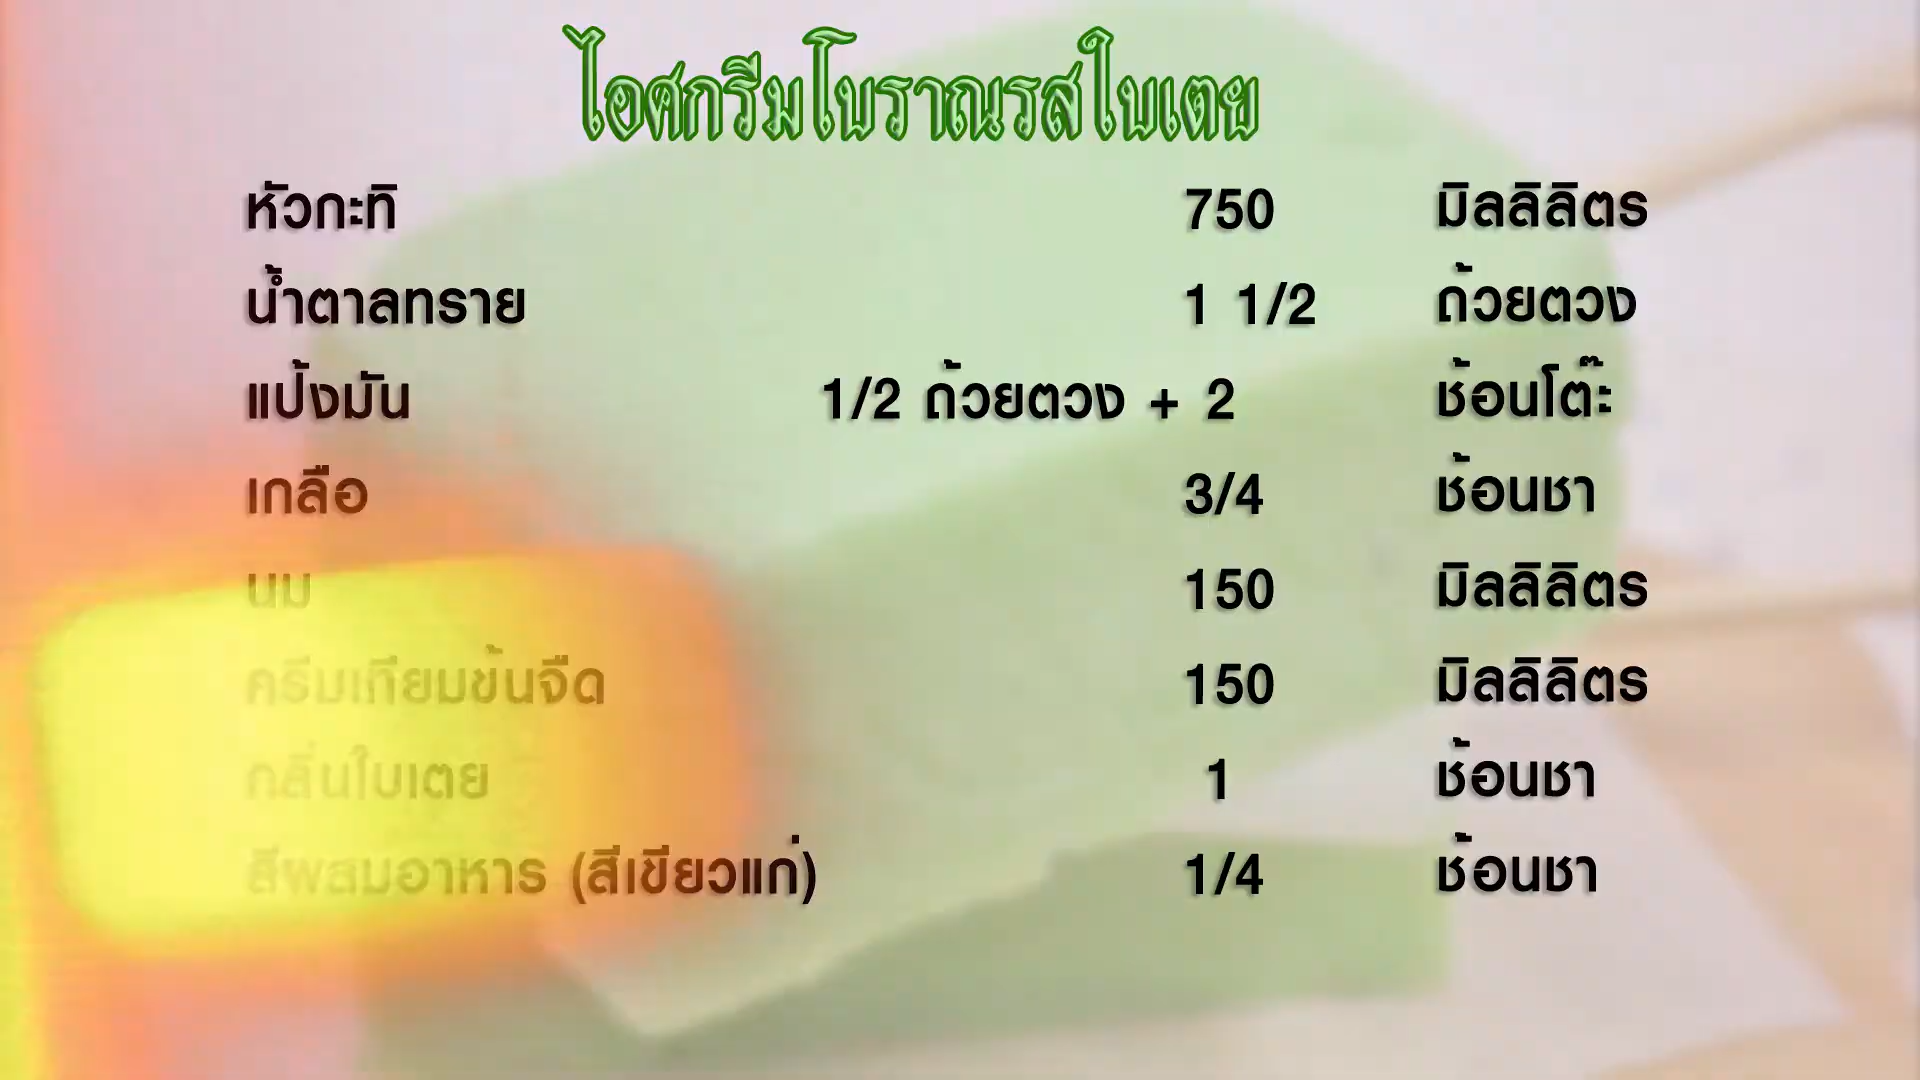 ไอศกรีมโบราณรสใบเตย
หัวกะทิ 750 มิลลิลิตร
น้ำตาลทราย 1 1/2 ถ้วยตวง
แป้งมัน 1/2 ถ้วยตวง + 2 ช้อนโต๊ะ
เกลือ 3/4 ช้อนชา
นม 150 มิลลิลิตร
ครีมเทียมข้นจืด 150 มิลลิลิตร
กลิ่นใบเตย 1 ช้อนชา
สีผสมอาหาร (สีเขียวแก่) 1/4 ช้อนชา